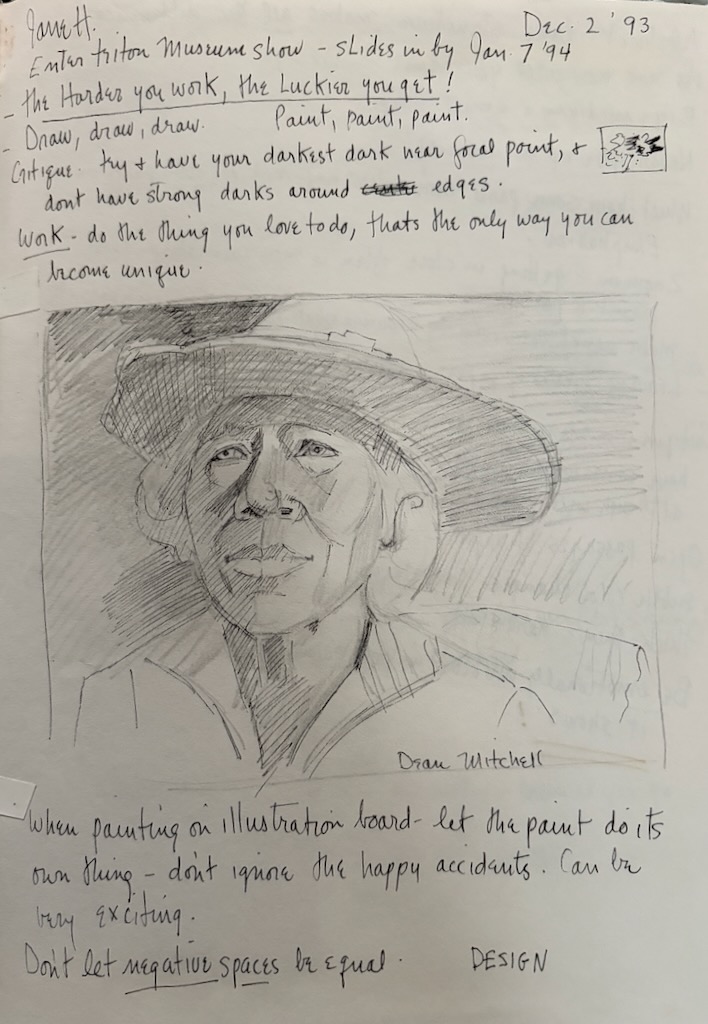 Jane H. Dec. 2 '93
Enter triton Museum show - slides in by Jan. 7 '94
- the Harder you work, the Luckier you get!
- Draw, draw, draw. Paint, paint, paint.
Critique. try + have your darkest dark near focal point, +
dont have strong darks around edges.
Work - do the thing you love to do, thats the only way you can
become unique.
Dean Mitchell
When painting on illustration board - let the paint do its
own thing - don't ignore the happy accidents. Can be
very exciting.
Don't let negative spaces be equal. DESIGN